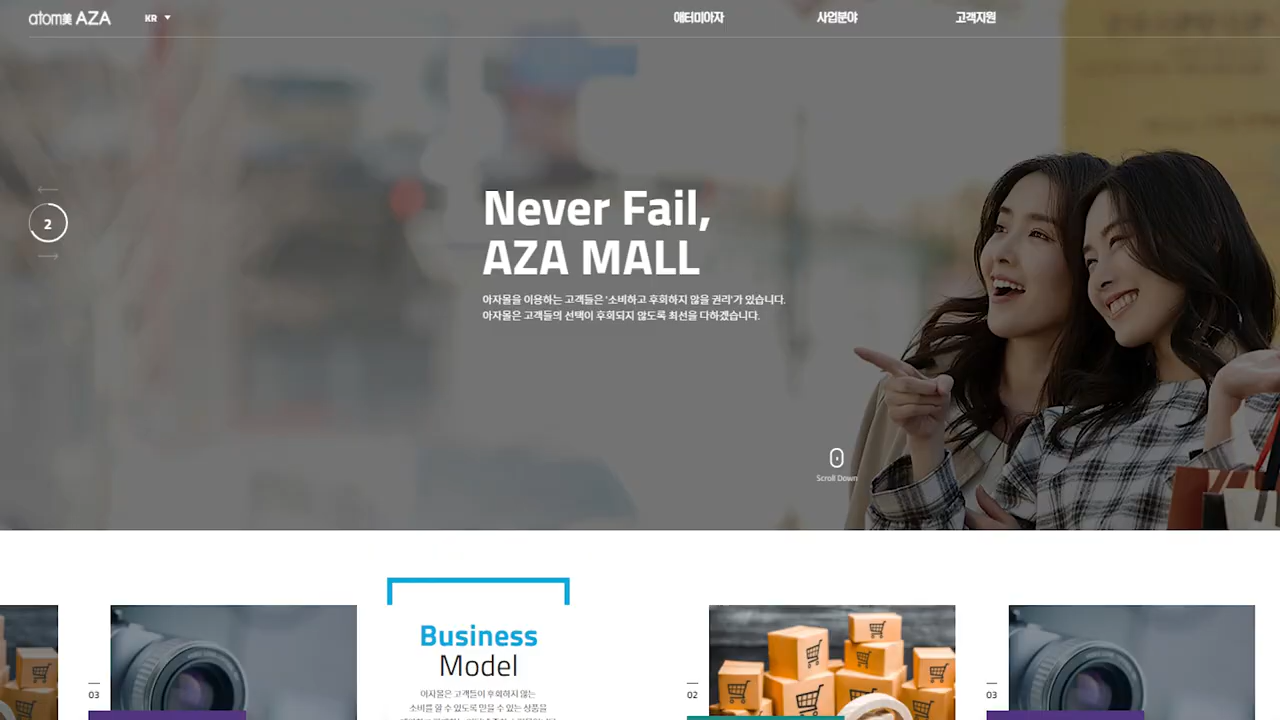 atom美 AZA
KR
애터미아자
사업분야
고객지원
2
Never Fail,
AZA MALL
아자몰을 이용하는 고객들은 '소비하고 후회하지 않을 권리'가 있습니다.
아자몰은 고객들의 선택이 후회되지 않도록 최선을 다하겠습니다.
Scroll Down
Business
Model
아자몰은 고객들이 후회하지 않는
소비를 할 수 있도록 믿을 수 있는 상품을
03
02
03